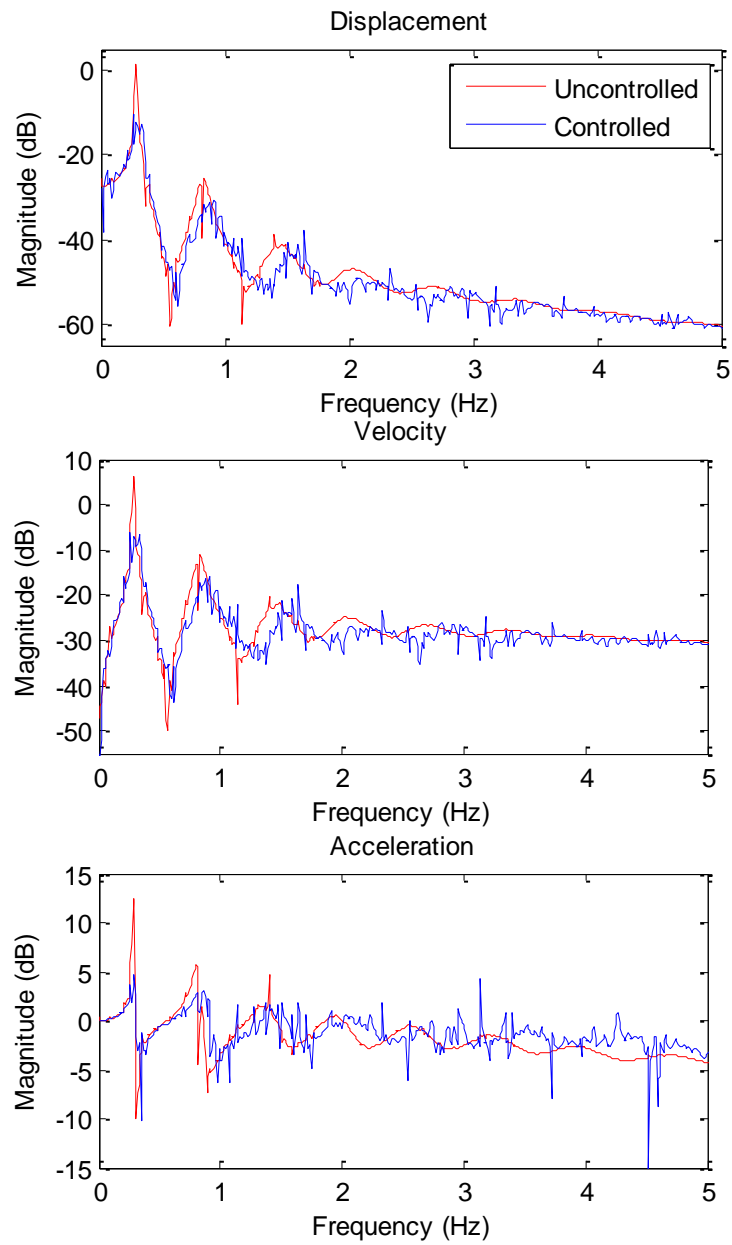 Displacement
Magnitude (dB)
0
-20
-40
-60
Uncontrolled
Controlled
0 1 2 3 4 5
Frequency (Hz)
Velocity
Magnitude (dB)
10
0
-10
-20
-30
-40
-50
0 1 2 3 4 5
Frequency (Hz)
Acceleration
Magnitude (dB)
15
10
5
0
-5
-10
-15
0 1 2 3 4 5
Frequency (Hz)